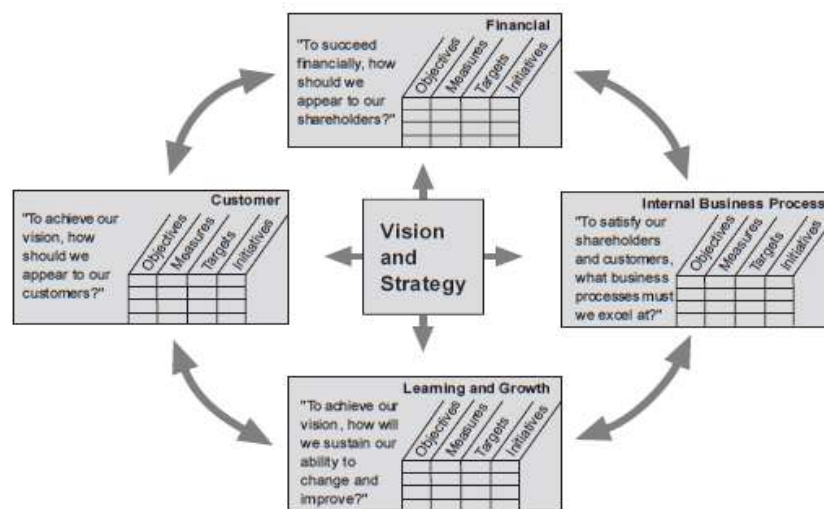 Financial
"To succeed
financially, how
should we
appear to our
shareholders?"
Objectives
Measures
Targets
Initiatives
Customer
"To achieve our
vision, how
should we
appear to our
customers?"
Objectives
Measures
Targets
Initiatives
Vision
and
Strategy
Internal Business Process
"To satisfy our
shareholders
and customers,
what business
processes must
we excel at?"
Objectives
Measures
Targets
Initiatives
Learning and Growth
"To achieve our
vision, how will
we sustain our
ability to
change and
improve?"
Objectives
Measures
Targets
Initiatives